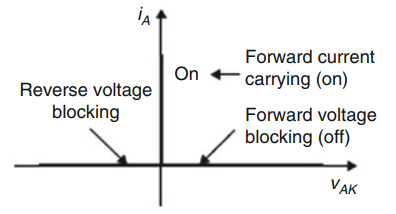 iA
On
Forward current
carrying (on)
Reverse voltage
blocking
Forward voltage
blocking (off)
vAK